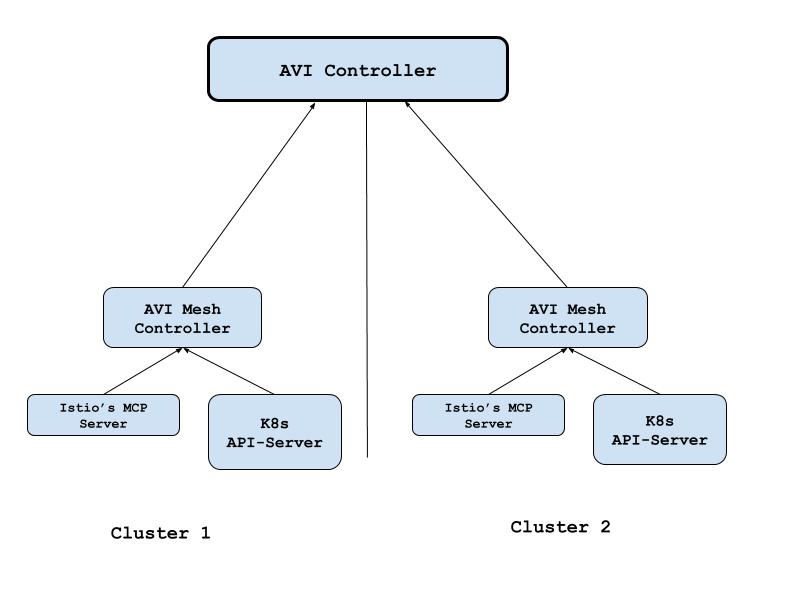 AVI Controller
AVI Mesh
Controller
AVI Mesh
Controller
Istio's MCP
Server
K8s
API-Server
Istio's MCP
Server
K8s
API-Server
Cluster 1
Cluster 2